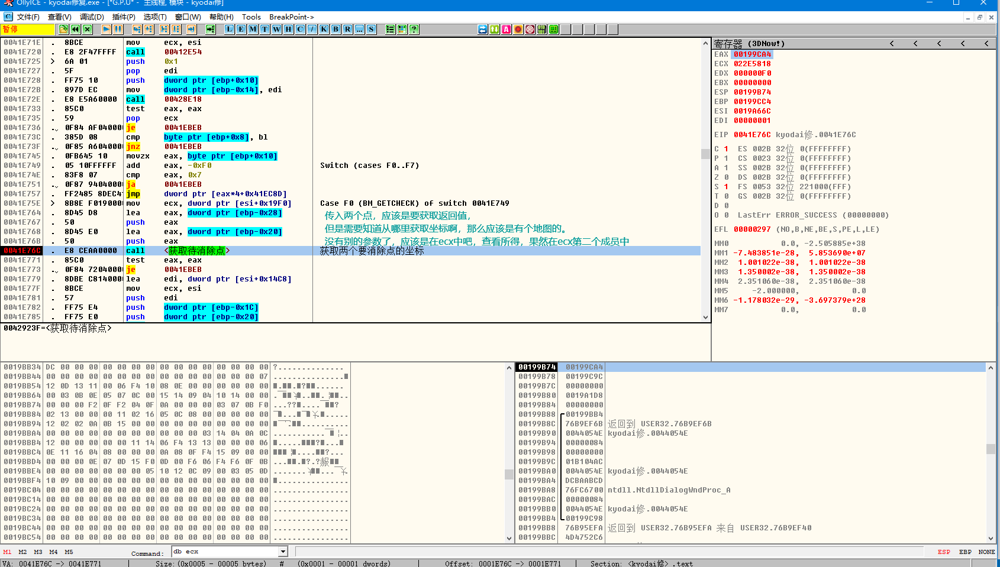 OllyICE - kyodai修复.exe - [*G.P.U* - 主线程, 模块 - kyodai修]
C 文件(F) 查看(V) 调试(D) 插件(P) 选项(T) 窗口(W) 帮助(H) Tools BreakPoint->
暂停 L E M T W H C / K B R ... S
0041E71E . 8BCE mov ecx, esi
0041E720 . E8 2F47FFFF call 00412E54
0041E725 > 6A 01 push 0x1
0041E727 . 5F pop edi
0041E728 . FF75 10 push dword ptr [ebp+0x10]
0041E72B . 897D EC mov dword ptr [ebp-0x14], edi
0041E72E . E8 E5A60000 call 00428E18
0041E733 . 85C0 test eax, eax
0041E735 . 59 pop ecx
0041E736 . 0F84 AF040000 je 0041EBEB
0041E73C . 385D 08 cmp byte ptr [ebp+0x8], bl
0041E73F . 0F85 A6040000 jnz 0041EBEB
0041E745 . 0FB645 10 movzx eax, byte ptr [ebp+0x10]
0041E749 . 05 10FFFFFF add eax, -0xF0 Switch (cases F0..F7)
0041E74E . 83F8 07 cmp eax, 0x7
0041E751 . 0F87 94040000 ja 0041EBEB
0041E757 . FF2485 8DEC4 jmp dword ptr [eax*4+0x41EC8D]
0041E75E > 8B8E F0190000 mov ecx, dword ptr [esi+0x19F0] Case F0 (BM_GETCHECK) of switch 0041E749
0041E764 . 8D45 D8 lea eax, dword ptr [ebp-0x28] 传入两个点，应该是要获取返回值，
0041E767 . 50 push eax
但是需要知道从哪里获取坐标啊，那么应该是有个地图的。
0041E768 . 8D45 E0 lea eax, dword ptr [ebp-0x20]
0041E76B . 50 push eax 没有别的参数了，应该是在ecx中吧，查看所得，果然在ecx第二个成员中
0041E76C . E8 CEAA0000 call <获取待消除点> 获取两个要消除点的坐标
0041E771 . 85C0 test eax, eax
0041E773 . 0F84 72040000 je 0041EBEB
0041E779 . 8DBE C8140000 lea edi, dword ptr [esi+0x14C8]
0041E77F . 8BCE mov ecx, esi
0041E781 . 57 push edi
0041E782 . FF75 E4 push dword ptr [ebp-0x1C]
0041E785 . FF75 E0 push dword ptr [ebp-0x20]
0042923F=<获取待消除点>
寄存器 (3DNow!) < < < < <
EAX 00199CA4
ECX 022E5818
EDX 000000F0
EBX 00000000
ESP 00199B74
EBP 00199CC4
ESI 0019A66C
EDI 00000001
EIP 0041E76C kyodai修.0041E76C
C 1 ES 002B 32位 0(FFFFFFFF)
P 1 CS 0023 32位 0(FFFFFFFF)
A 1 SS 002B 32位 0(FFFFFFFF)
Z 0 DS 002B 32位 0(FFFFFFFF)
S 1 FS 0053 32位 221000(FFF)
T 0 GS 002B 32位 0(FFFFFFFF)
D 0
O 0 LastErr ERROR_SUCCESS (00000000)
EFL 00000297 (NO,B,NE,BE,S,PE,L,LE)
MM0 0.0, -2.505885e+38
MM1 -7.483851e-28, 5.853690e+07
MM2 1.001022e-38, 1.001022e-38
MM3 1.350002e-38, 1.350002e-38
MM4 2.351060e-38, 2.351060e-38
MM5 -2.000000, 0.0
MM6 -1.178032e-29, -3.697379e+28
MM7 0.0, 0.0
0019BB34 DC 00 00 00 00 00 00 00 00 00 00 00 00 00 00 00
0019BB44 00 00 00 00 00 00 00 00 00 00 00 00 00 00 00 07
0019BB54 12 0D 13 11 00 06 F4 10 08 0E 00 00 00 00 00 00
0019BB64 00 03 0B 0E 05 07 0C 00 15 14 09 04 10 14 00 00
0019BB74 00 00 00 F2 0F F2 04 0F 0A 00 00 00 03 07 0B F0
0019BB84 02 13 00 00 00 11 02 16 05 0C 08 00 00 00 00 00
0019BB94 12 02 02 0A 0B 15 00 00 00 00 00 00 00 00 00 00
0019BBA4 00 00 00 00 00 00 00 00 00 00 00 03 14 04 0A 0C
0019BBB4 12 00 00 00 00 00 11 14 06 F4 13 13 00 00 00 06
0019BBC4 0E 11 16 04 08 00 00 00 0A 08 0F F4 15 09 00 00
0019BBD4 00 00 00 0E 07 0D 15 F0 0D 00 F6 06 F4 F6 0F 0B
0019BBE4 00 00 00 00 00 00 00 05 10 12 0C 09 00 03 05 0D
0019BBF4 10 09 00 00 00 00 00 00 00 00 00 00 00 00 00 00
0019BC04 00 00 00 00 00 00 00 00 00 00 00 00 00 00 00 00
0019BC14 00 00 00 00 00 00 00 00 00 00 00 00 00 00 00 00
0019BC24 00 00 00 00 00 00 00 00 00 00 00 00 00 00 00 00
0019BC34 00 00 00 00 00 00 00 00 00 00 00 00 00 00 00 00
0019BC44 00 00 00 00 00 00 00 00 00 00 00 00 00 00 00 00
0019BC54 00 00 00 00 00 00 00 00 00 00 00 00 00 00 00 00
00199B74 00199CA4
00199B78 00199C9C
00199B7C 00000000
00199B80 0019A1D8
00199B84 00000000
00199B88 00199BB4
00199B8C 76B9EF6B 返回到 USER32.76B9EF6B
00199B90 0044054E kyodai修.0044054E
00199B94 00000084
00199B98 00000000
00199B9C 01B104AC
00199BA0 0044054E kyodai修.0044054E
00199BA4 DCBAABCD
00199BA8 76FC6700 ntdll.NtdllDialogWndProc_A
00199BAC 00000084
00199BB0 0044054E kyodai修.0044054E
00199BB4 00199C98
00199BB8 76B95EFA 返回到 USER32.76B95EFA 来自 USER32.76B9EF40
00199BBC 4D4752C6
M1 M2 M3 M4 M5 Command: db ecx ESP EBP NONE
VA: 0041E76C -> 0041E771 Size:(0x0005 - 00005 bytes) # (0x0001 - 00001 dwords) Offset: 0001E76C -> 0001E771 Section: <kyodai修> .text